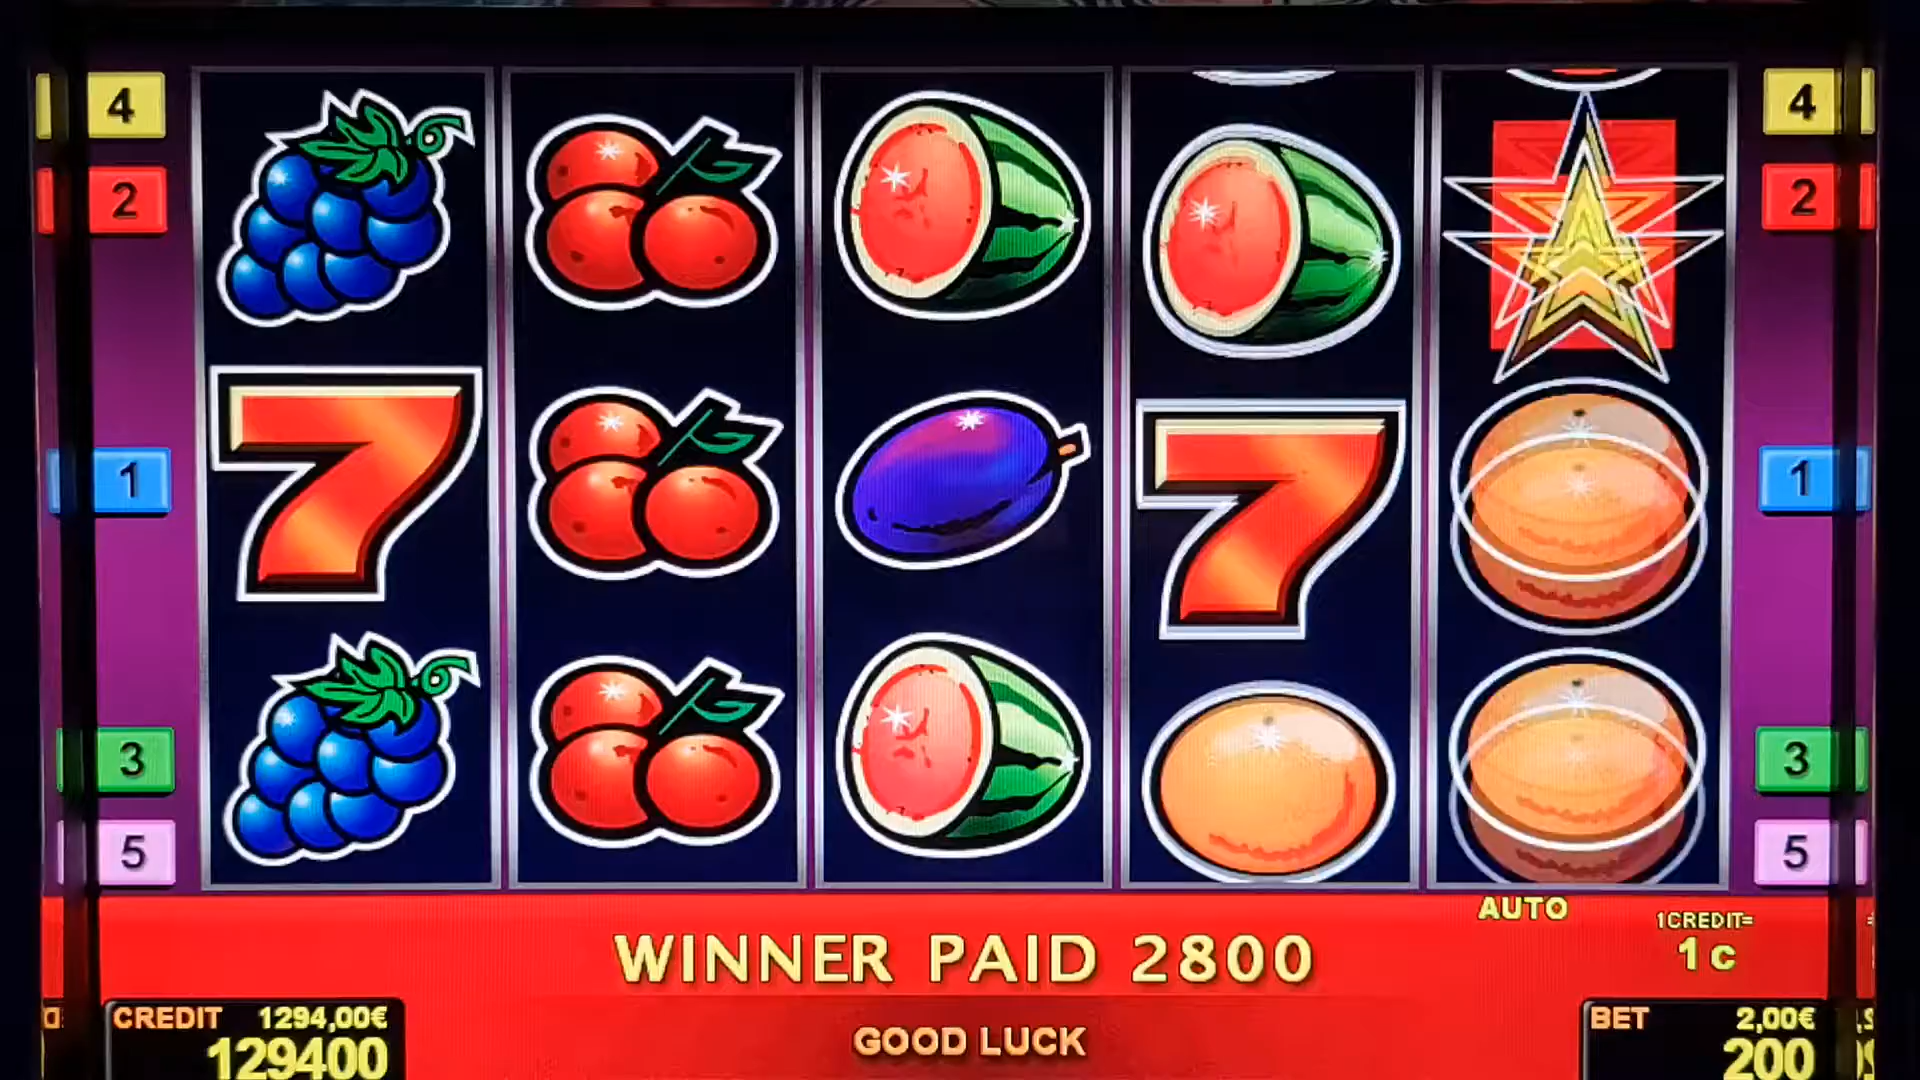 4 4
2 2
1 1
3 3
5 5
AUTO
1CREDIT=
1 c
WINNER PAID 2800
CREDIT 1294,00€
129400
GOOD LUCK
BET 2,00€
200